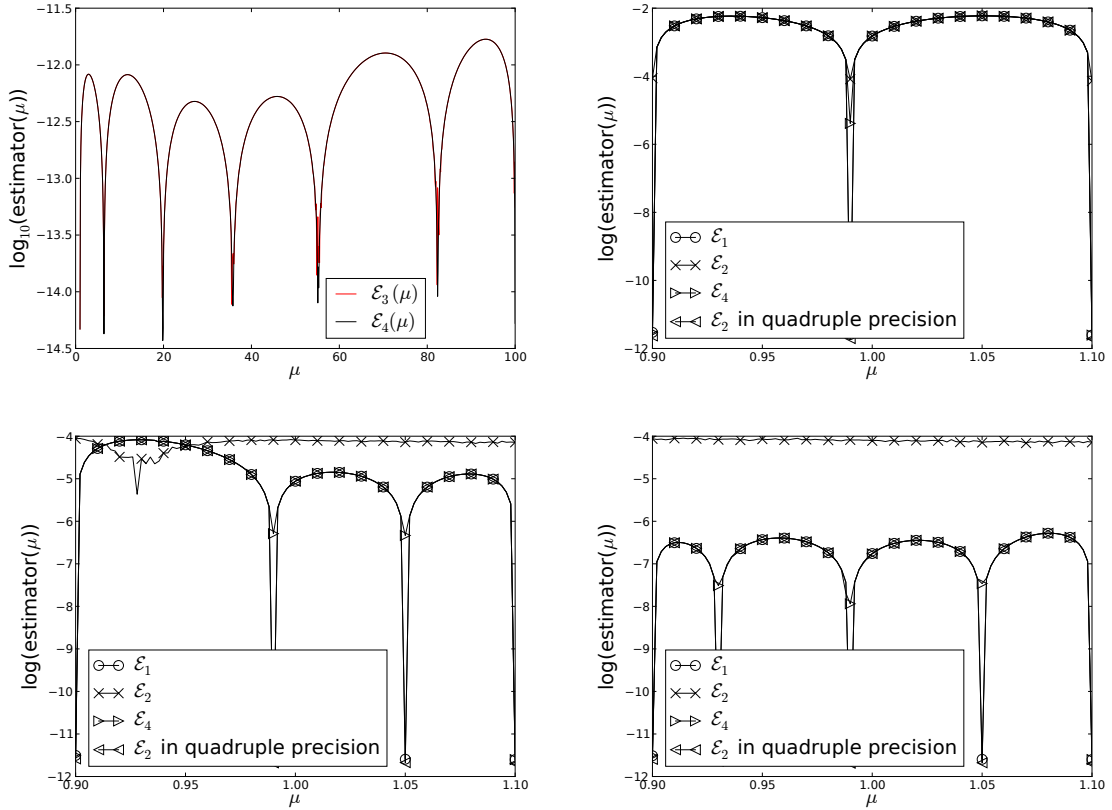 −11.5
−12.0
−12.5
−13.0
−13.5
−14.0
−14.5
0 20 40 60 80 100
μ
log₁₀(estimator(μ))
ℰ₃(μ)
ℰ₄(μ)
−2
−4
−6
−8
−10
−12
0.90 0.95 1.00 1.05 1.10
μ
log(estimator(μ))
ℰ₁
ℰ₂
ℰ₄
ℰ₂ in quadruple precision
−4
−5
−6
−7
−8
−9
−10
−11
−12
0.90 0.95 1.00 1.05 1.10
μ
log(estimator(μ))
ℰ₁
ℰ₂
ℰ₄
ℰ₂ in quadruple precision
−4
−5
−6
−7
−8
−9
−10
−11
−12
0.90 0.95 1.00 1.05 1.10
μ
log(estimator(μ))
ℰ₁
ℰ₂
ℰ₄
ℰ₂ in quadruple precision